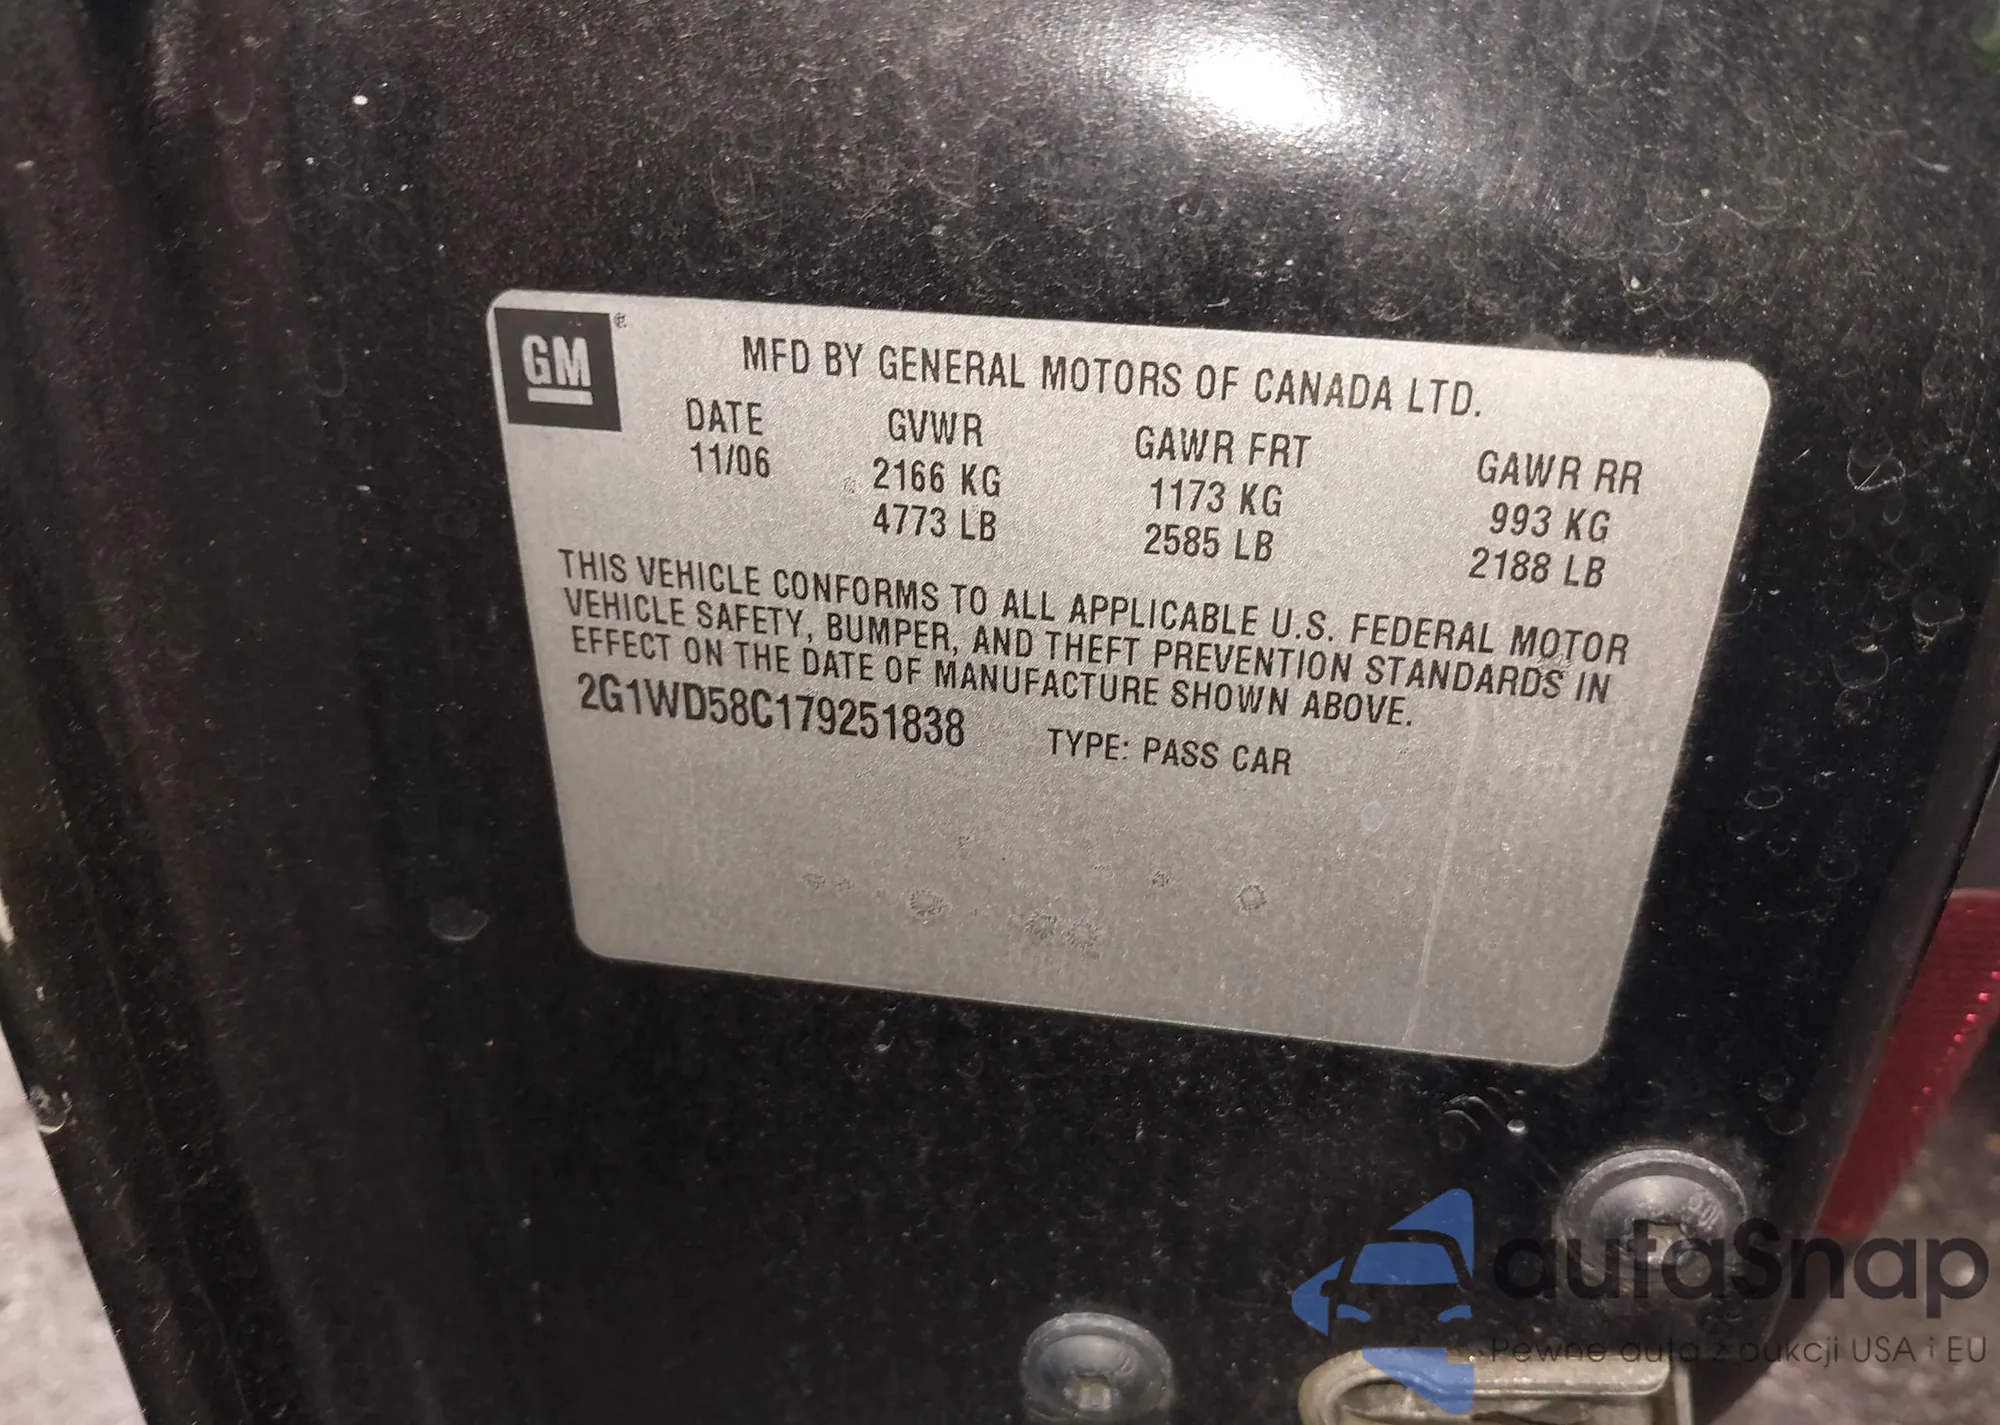 GM
MFD BY GENERAL MOTORS OF CANADA LTD.
DATE GVWR GAWR FRT GAWR RR
11/06 2166 KG 1173 KG 993 KG
4773 LB 2585 LB 2188 LB
THIS VEHICLE CONFORMS TO ALL APPLICABLE U.S. FEDERAL MOTOR
VEHICLE SAFETY, BUMPER, AND THEFT PREVENTION STANDARDS IN
EFFECT ON THE DATE OF MANUFACTURE SHOWN ABOVE.
2G1WD58C179251838 TYPE: PASS CAR
autaSnap
Pewne auta z aukcji USA i EU